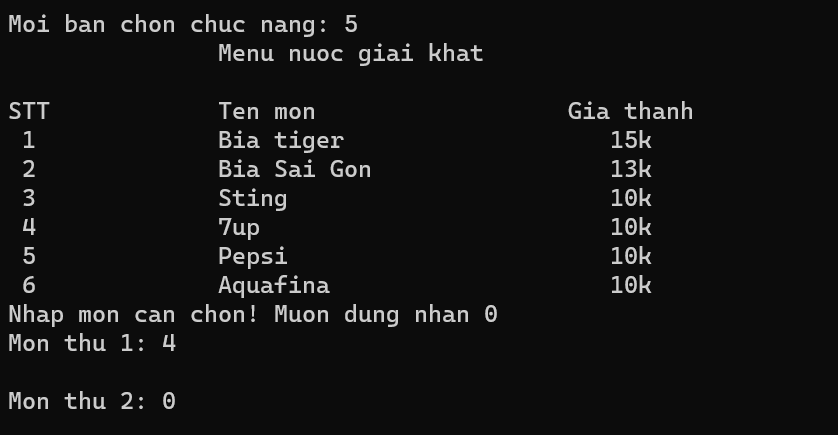 Moi ban chon chuc nang: 5
Menu nuoc giai khat
STT Ten mon Gia thanh
1 Bia tiger 15k
2 Bia Sai Gon 13k
3 Sting 10k
4 7up 10k
5 Pepsi 10k
6 Aquafina 10k
Nhap mon can chon! Muon dung nhan 0
Mon thu 1: 4
Mon thu 2: 0